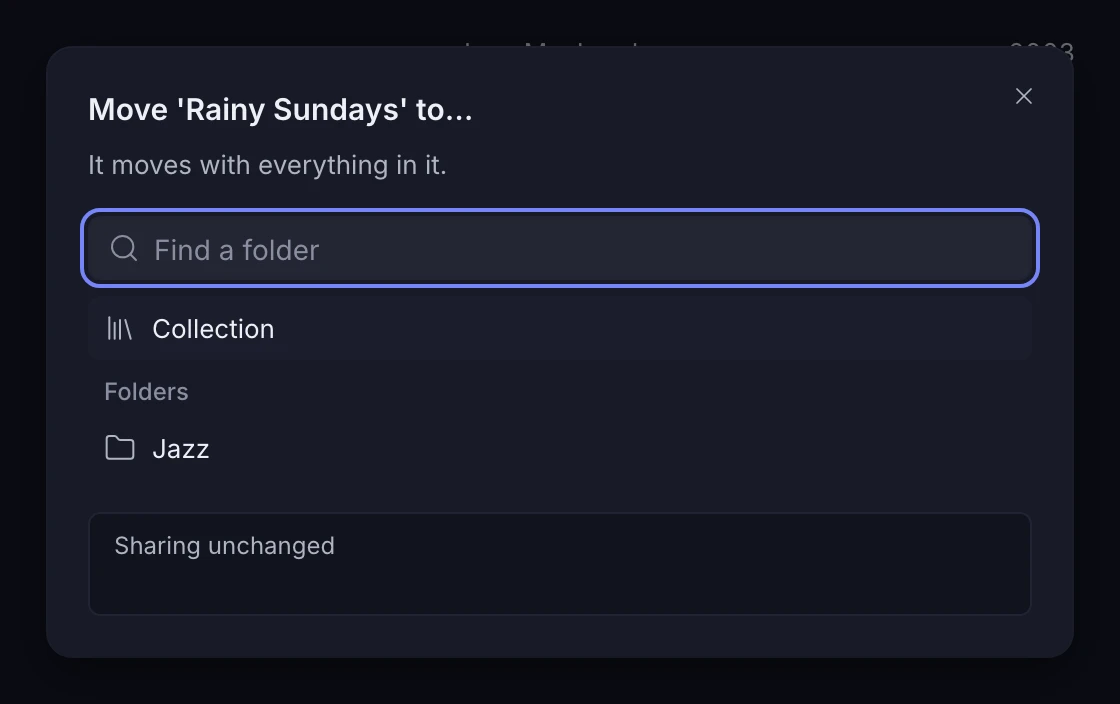 Move 'Rainy Sundays' to...
It moves with everything in it.
Find a folder
Collection
Folders
Jazz
Sharing unchanged